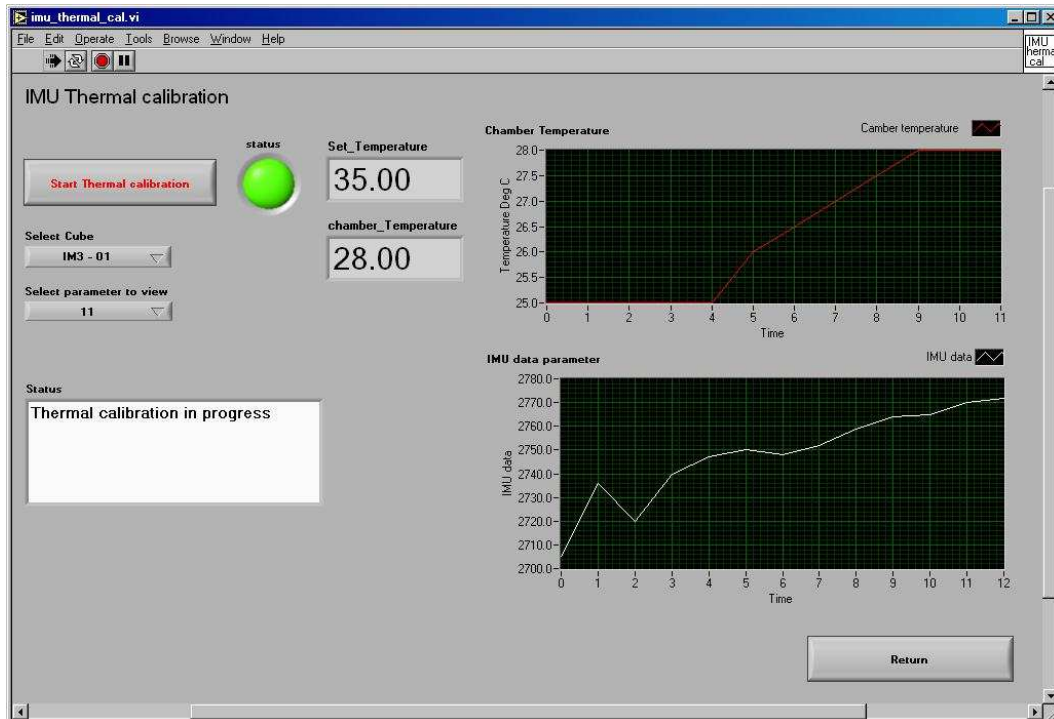 imu_thermal_cal.vi
File Edit Operate Tools Browse Window Help
IMU
herma
cal
IMU Thermal calibration
Start Thermal calibration
status
Set_Temperature
35.00
chamber_Temperature
28.00
Select Cube
IM3 - 01
Select parameter to view
11
Status
Thermal calibration in progress
Chamber Temperature
Camber temperature
Temperature Deg C
28.0
27.5
27.0
26.5
26.0
25.5
25.0
0 1 2 3 4 5 6 7 8 9 10 11
Time
IMU data parameter
IMU data
IMU data
2780.0
2770.0
2760.0
2750.0
2740.0
2730.0
2720.0
2710.0
2700.0
0 1 2 3 4 5 6 7 8 9 10 11 12
Time
Return